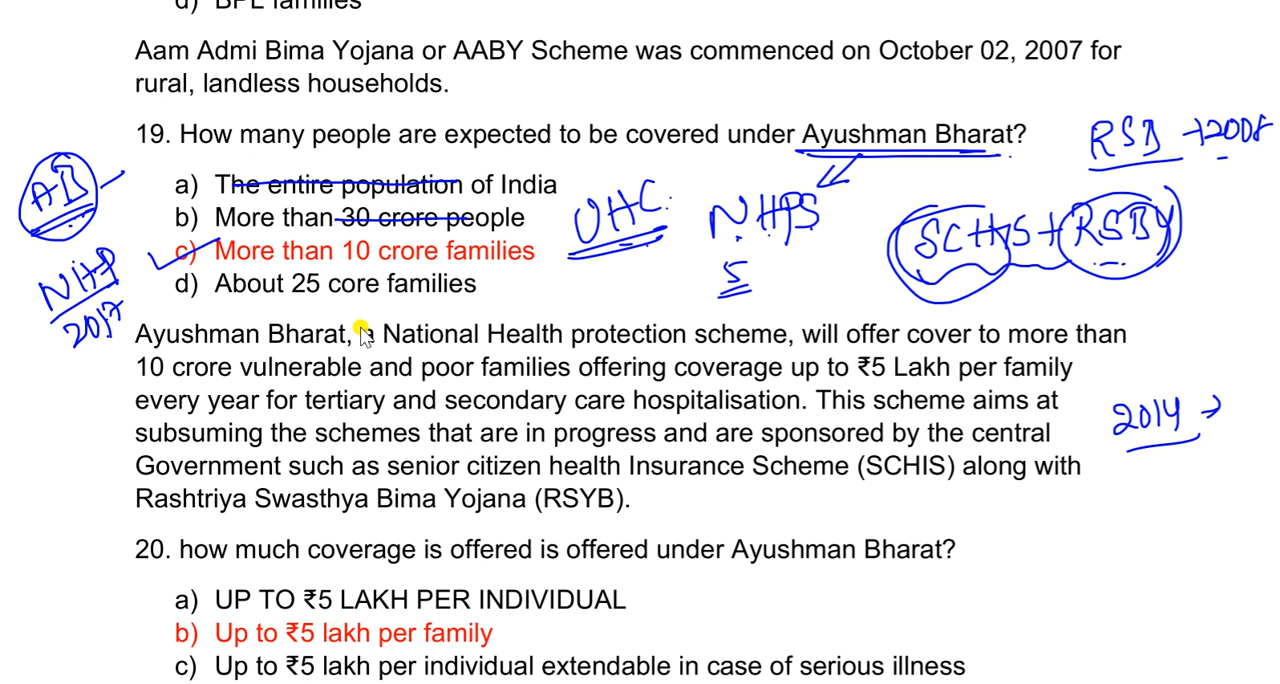 d) BPL families
Aam Admi Bima Yojana or AABY Scheme was commenced on October 02, 2007 for
rural, landless households.
19. How many people are expected to be covered under Ayushman Bharat?
RSB → 2008
AB
a) The entire population of India
b) More than 30 crore people
UHC
NHPS
SCHIS + RSBY
c) More than 10 crore families
NHP
2017
5
d) About 25 core families
Ayushman Bharat, a National Health protection scheme, will offer cover to more than
10 crore vulnerable and poor families offering coverage up to ₹5 Lakh per family
every year for tertiary and secondary care hospitalisation. This scheme aims at
2014 →
subsuming the schemes that are in progress and are sponsored by the central
Government such as senior citizen health Insurance Scheme (SCHIS) along with
Rashtriya Swasthya Bima Yojana (RSYB).
20. how much coverage is offered is offered under Ayushman Bharat?
a) UP TO ₹5 LAKH PER INDIVIDUAL
b) Up to ₹5 lakh per family
c) Up to ₹5 lakh per individual extendable in case of serious illness